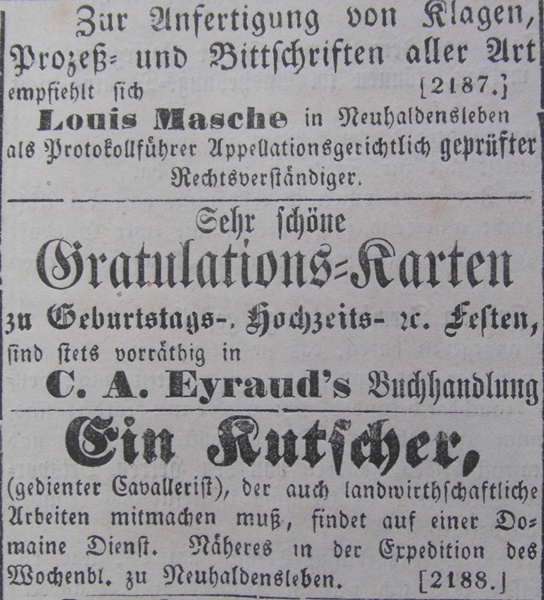 Zur Anfertigung von Klagen,
Prozeß- und Bittschriften aller Art
empfiehlt sich [2187.]
Louis Masche in Neuhaldensleben
als Protokollführer Appellationsgerichtlich geprüfter
Rechtsverständiger.
Sehr schöne
Gratulations-Karten
zu Geburtstags-, Hochzeits- ꝛc. Festen,
sind stets vorräthig in
C. A. Eyraud's Buchhandlung
Ein Kutscher,
(gedienter Cavallerist), der auch landwirthschaftliche
Arbeiten mitmachen muß, findet auf einer Do-
maine Dienst. Näheres in der Expedition des
Wochenbl. zu Neuhaldensleben. [2188.]